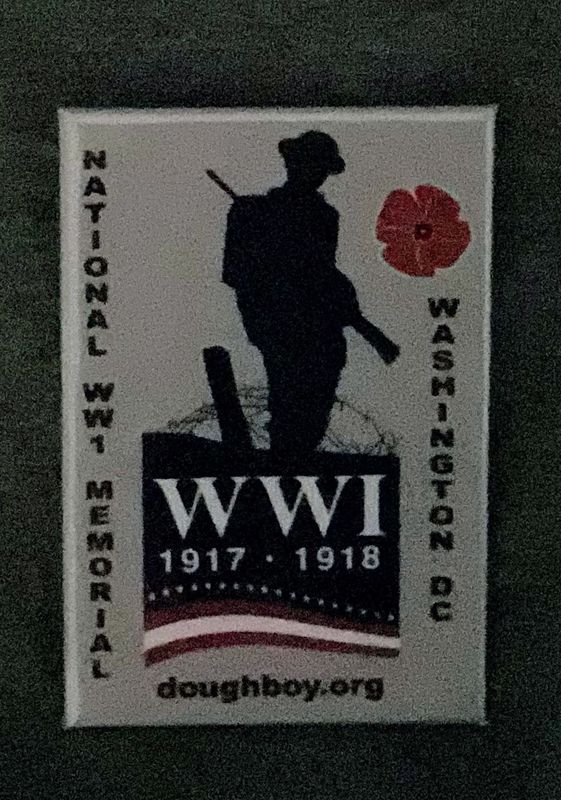 NATIONAL WW1 MEMORIAL
WASHINGTON DC
WWI
1917 · 1918
doughboy.org